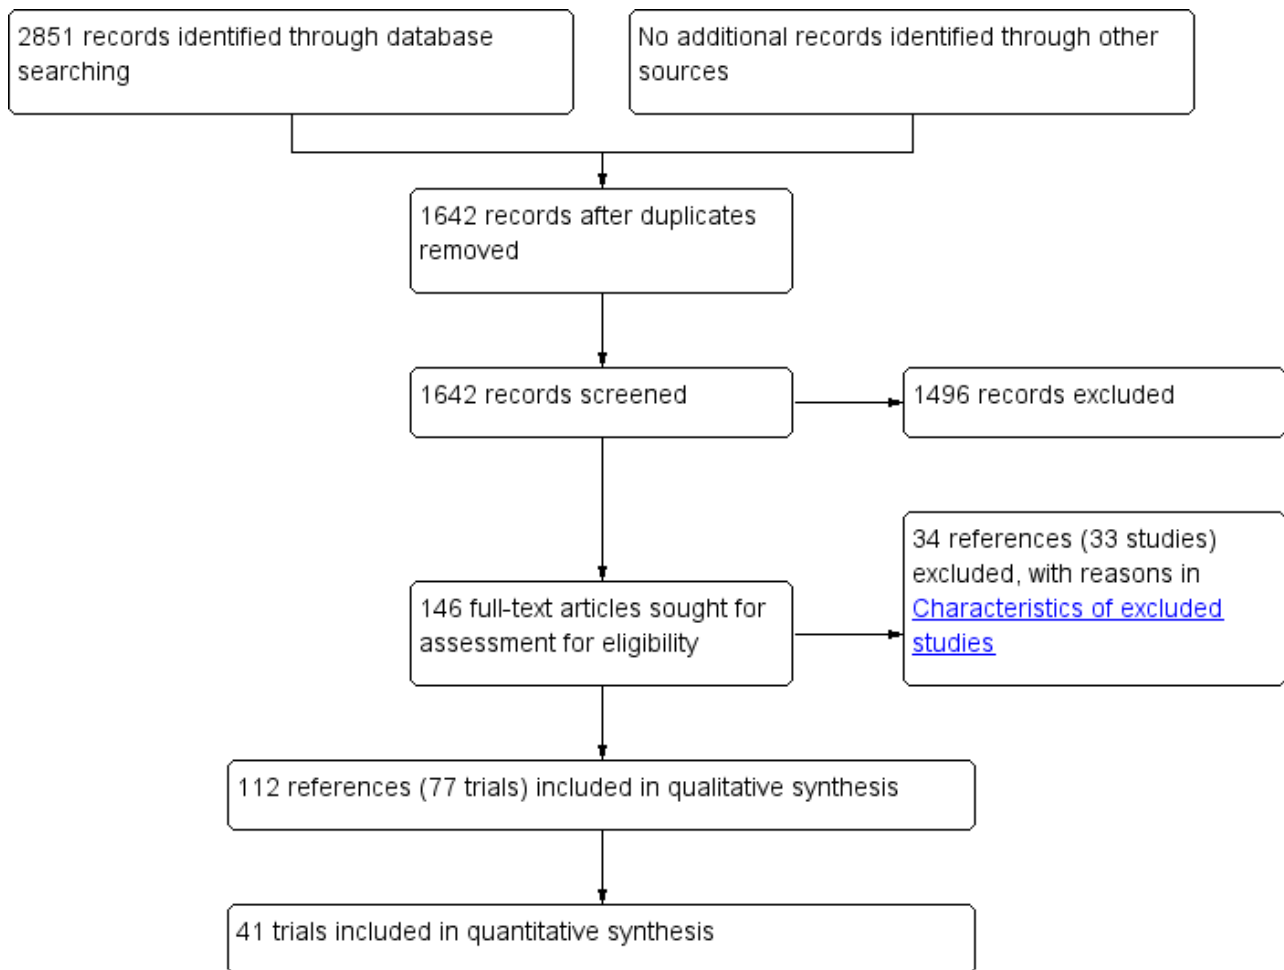 2851 records identified through database
searching
No additional records identified through other
sources
1642 records after duplicates
removed
1642 records screened
1496 records excluded
34 references (33 studies)
excluded, with reasons in
Characteristics of excluded
studies
146 full-text articles sought for
assessment for eligibility
112 references (77 trials) included in qualitative synthesis
41 trials included in quantitative synthesis